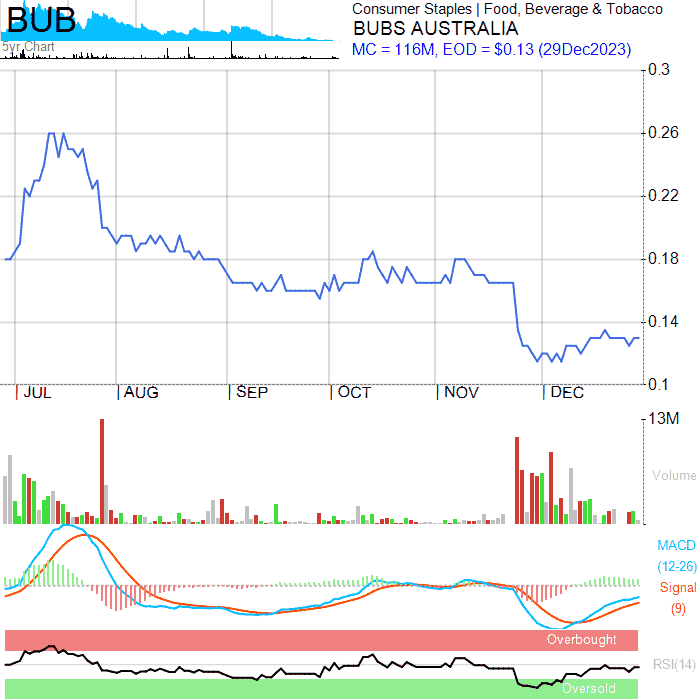 BUB
5yr Chart
Consumer Staples | Food, Beverage & Tobacco
BUBS AUSTRALIA
MC = 116M, EOD = $0.13 (29Dec2023)
0.3
0.26
0.22
0.18
0.14
0.1
JUL AUG SEP OCT NOV DEC
13M
Volume
MACD
(12-26)
Signal
(9)
Overbought
RSI(14)
Oversold